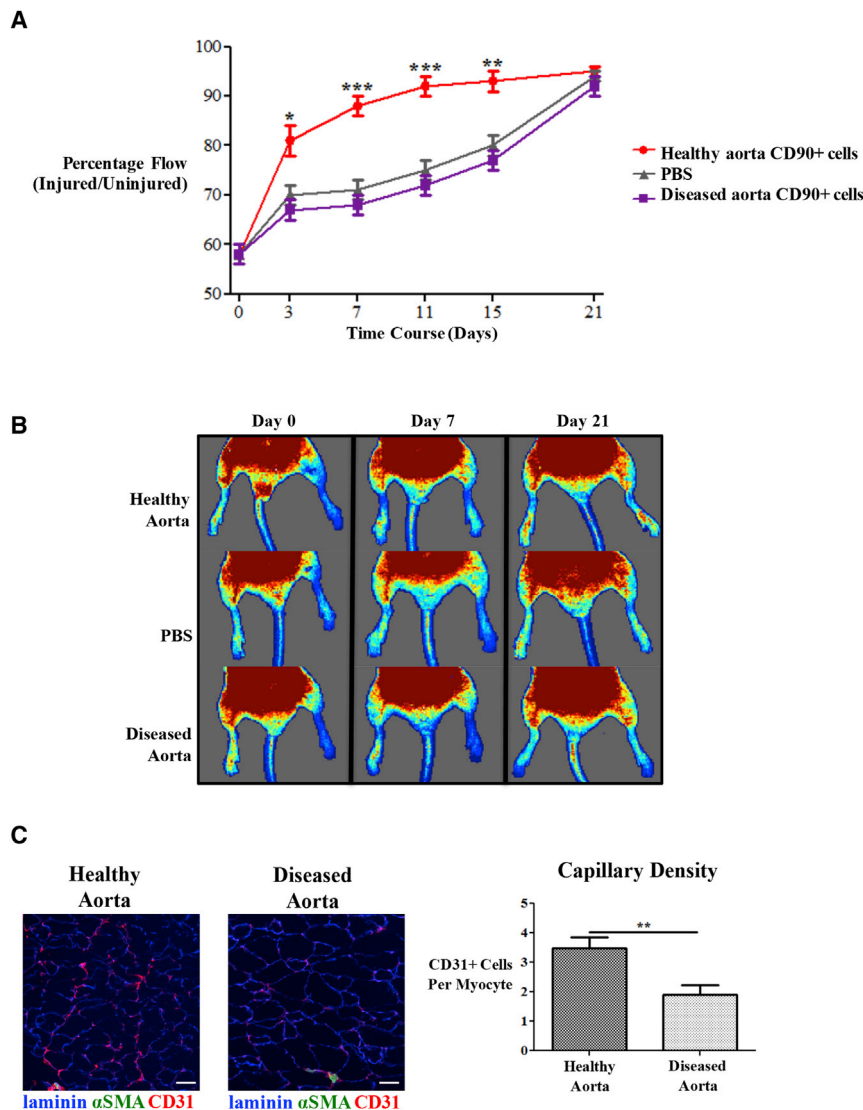 A
100
90
80
70
60
50
Percentage Flow
(Injured/Uninjured)
*
***
***
**
0 3 7 11 15 21
Time Course (Days)
Healthy aorta CD90+ cells
PBS
Diseased aorta CD90+ cells
B
Day 0 Day 7 Day 21
Healthy
Aorta
PBS
Diseased
Aorta
C
Healthy
Aorta
Diseased
Aorta
laminin αSMA CD31
laminin αSMA CD31
Capillary Density
CD31+ Cells
Per Myocyte
5
4
3
2
1
0
**
Healthy
Aorta
Diseased
Aorta